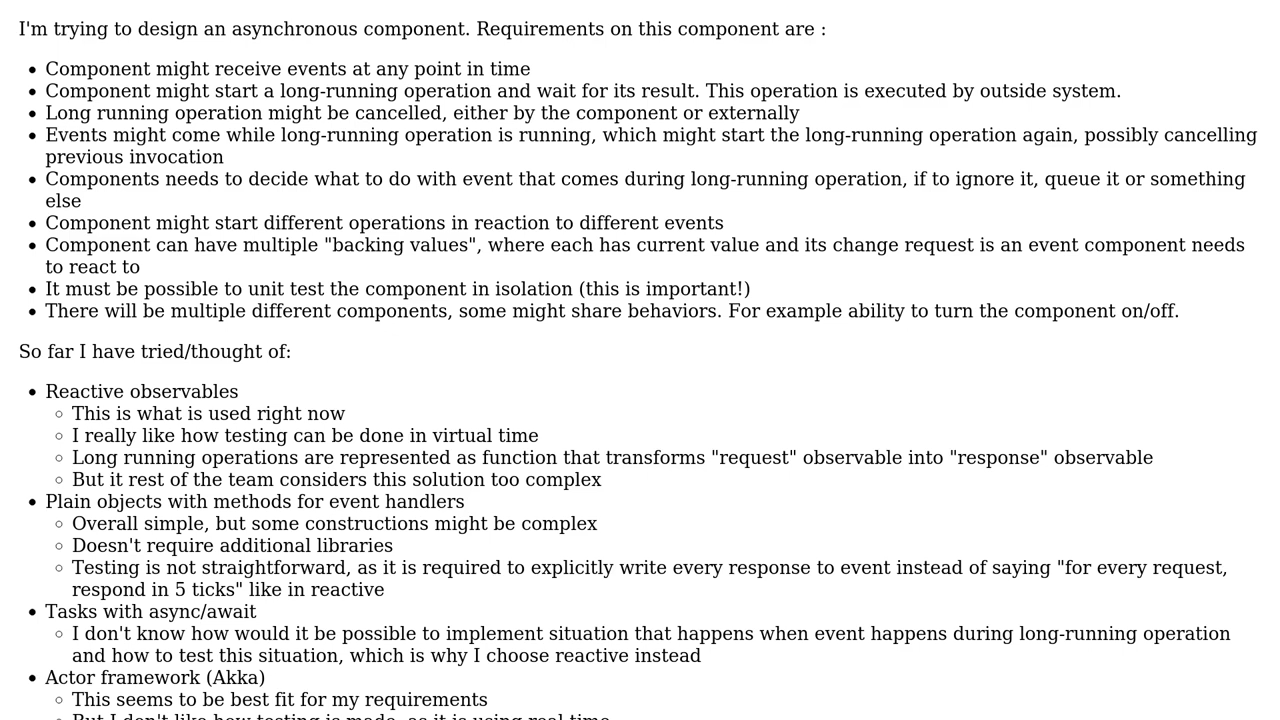 I'm trying to design an asynchronous component. Requirements on this component are :
Component might receive events at any point in time
Component might start a long-running operation and wait for its result. This operation is executed by outside system.
Long running operation might be cancelled, either by the component or externally
Events might come while long-running operation is running, which might start the long-running operation again, possibly cancelling
previous invocation
Components needs to decide what to do with event that comes during long-running operation, if to ignore it, queue it or something
else
Component might start different operations in reaction to different events
Component can have multiple "backing values", where each has current value and its change request is an event component needs
to react to
It must be possible to unit test the component in isolation (this is important!)
There will be multiple different components, some might share behaviors. For example ability to turn the component on/off.
So far I have tried/thought of:
Reactive observables
This is what is used right now
I really like how testing can be done in virtual time
Long running operations are represented as function that transforms "request" observable into "response" observable
But it rest of the team considers this solution too complex
Plain objects with methods for event handlers
Overall simple, but some constructions might be complex
Doesn't require additional libraries
Testing is not straightforward, as it is required to explicitly write every response to event instead of saying "for every request,
respond in 5 ticks" like in reactive
Tasks with async/await
I don't know how would it be possible to implement situation that happens when event happens during long-running operation
and how to test this situation, which is why I choose reactive instead
Actor framework (Akka)
This seems to be best fit for my requirements
But I don't like how testing is made, as it is using real time